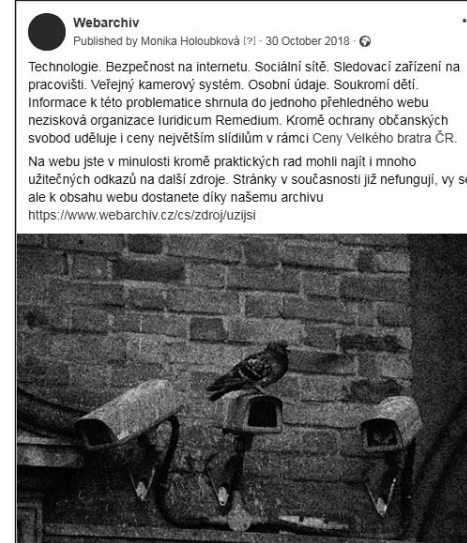 Webarchiv
Published by Monika Holoubková [?] · 30 October 2018 ·
Technologie. Bezpečnost na internetu. Sociální sítě. Sledovací zařízení na
pracovišti. Veřejný kamerový systém. Osobní údaje. Soukromí dětí.
Informace k této problematice shrnula do jednoho přehledného webu
nezisková organizace Iuridicum Remedium. Kromě ochrany občanských
svobod uděluje i ceny největším slídilům v rámci Ceny Velkého bratra ČR.
Na webu jste v minulosti kromě praktických rad mohli najít i mnoho
užitečných odkazů na další zdroje. Stránky v současnosti již nefungují, vy se
ale k obsahu webu dostanete díky našemu archivu
https://www.webarchiv.cz/cs/zdroj/uzijsi